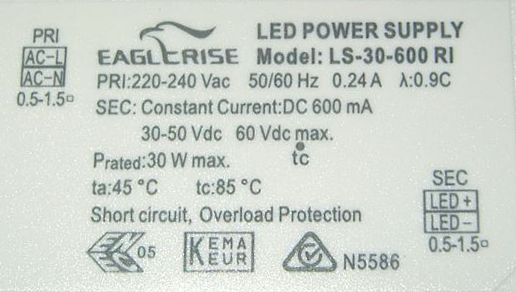 PRI
AC-L
AC-N
0.5-1.5▫
EAGLERISE
LED POWER SUPPLY
Model: LS-30-600 RI
PRI:220-240 Vac 50/60 Hz 0.24A λ:0.9C
SEC: Constant Current:DC 600 mA
30-50 Vdc 60 Vdc max.
Prated:30 W max.
tc
ta:45 °C tc:85 °C
Short circuit, Overload Protection
SEC
LED +
LED -
0.5-1.5▫
ENEC 05
KEMA
EUR
N5586